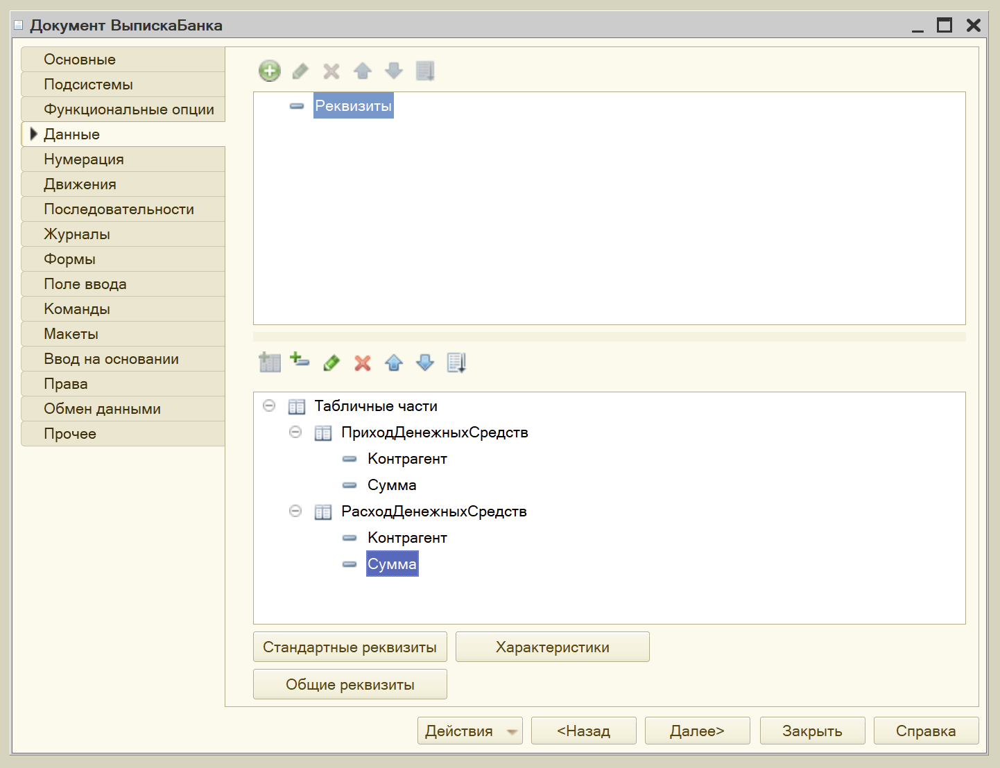 Документ ВыпискаБанка
Основные
Подсистемы
Функциональные опции
Данные
Нумерация
Движения
Последовательности
Журналы
Формы
Поле ввода
Команды
Макеты
Ввод на основании
Права
Обмен данными
Прочее
Реквизиты
Табличные части
ПриходДенежныхСредств
Контрагент
Сумма
РасходДенежныхСредств
Контрагент
Сумма
Стандартные реквизиты
Характеристики
Общие реквизиты
Действия
<Назад
Далее>
Закрыть
Справка